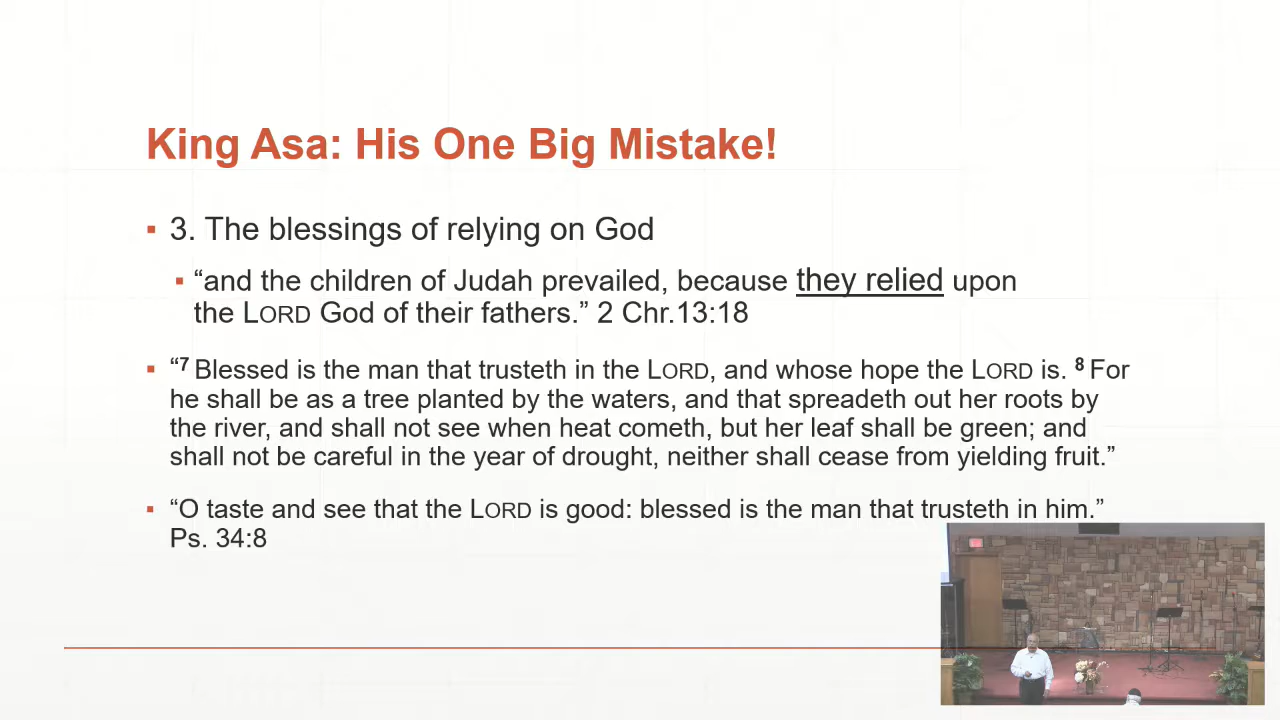 King Asa: His One Big Mistake!
▪ 3. The blessings of relying on God
▪ “and the children of Judah prevailed, because they relied upon
the LORD God of their fathers.” 2 Chr.13:18
▪ “7 Blessed is the man that trusteth in the LORD, and whose hope the LORD is. 8 For
he shall be as a tree planted by the waters, and that spreadeth out her roots by
the river, and shall not see when heat cometh, but her leaf shall be green; and
shall not be careful in the year of drought, neither shall cease from yielding fruit.”
▪ “O taste and see that the LORD is good: blessed is the man that trusteth in him.”
Ps. 34:8